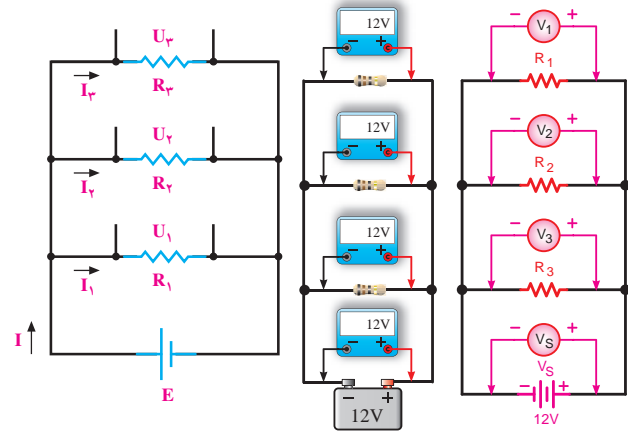 U۳
I۳
R۳
U۲
I۲
R۲
U۱
I۱
R۱
I
E
12V
− +
12V
− +
12V
− +
12V
− +
− +
12V
− V1 +
R1
− V2 +
R2
− V3 +
R3
− VS +
VS
− +
12V